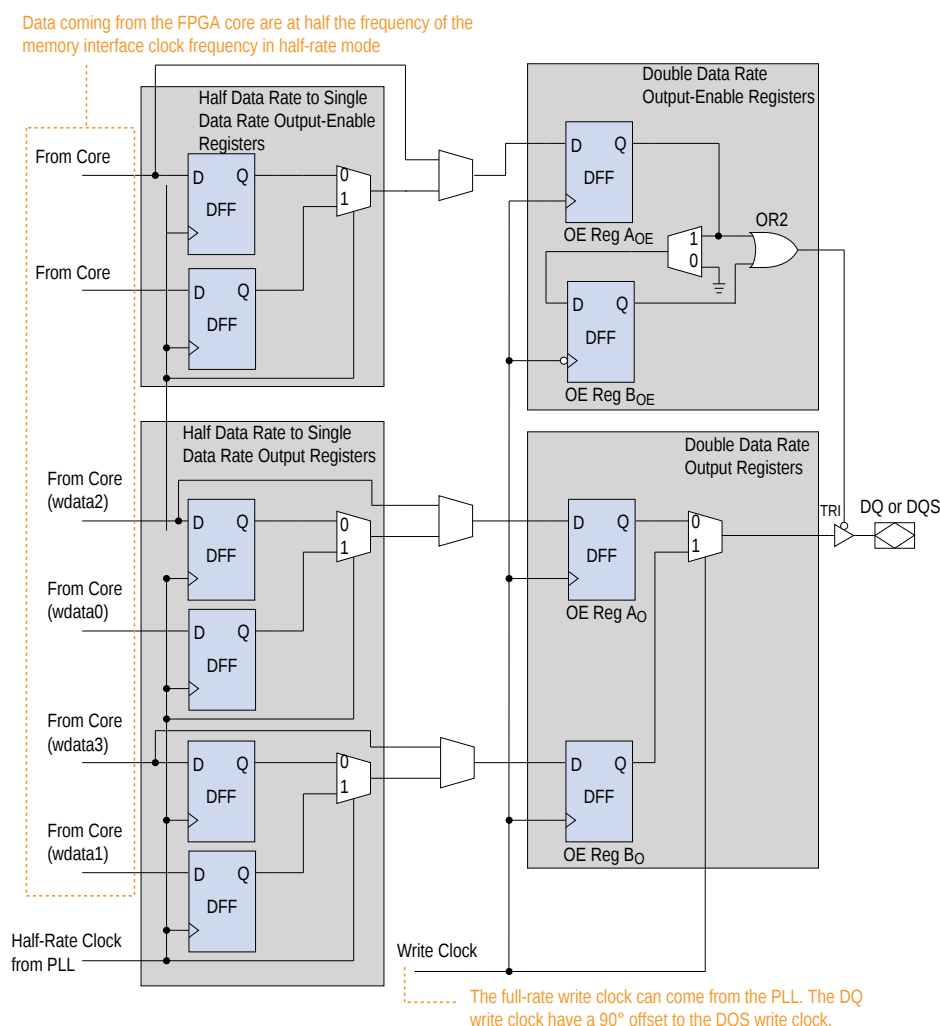 Data coming from the FPGA core are at half the frequency of the
memory interface clock frequency in half-rate mode
Half Data Rate to Single
Data Rate Output-Enable
Registers
From Core
D
Q
DFF
0
1
From Core
D
Q
DFF
Double Data Rate
Output-Enable Registers
D
Q
DFF
OE Reg AOE
OR2
1
0
D
Q
DFF
OE Reg BOE
Half Data Rate to Single
Data Rate Output Registers
From Core
(wdata2)
D
Q
DFF
0
1
From Core
(wdata0)
D
Q
DFF
From Core
(wdata3)
D
Q
DFF
0
1
From Core
(wdata1)
D
Q
DFF
Half-Rate Clock
from PLL
Double Data Rate
Output Registers
D
Q
DFF
OE Reg AO
0
1
TRI
DQ or DQS
D
Q
DFF
OE Reg BO
Write Clock
The full-rate write clock can come from the PLL. The DQ
write clock have a 90° offset to the DQS write clock.